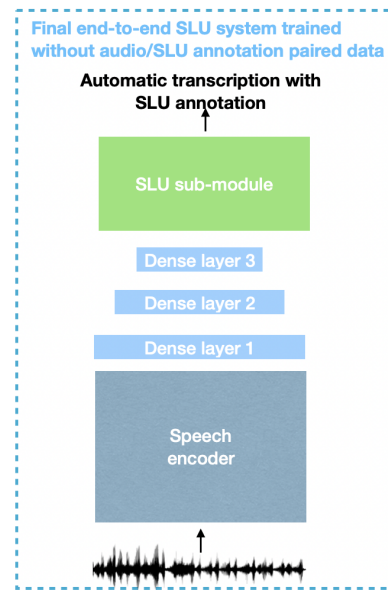 Final end-to-end SLU system trained
without audio/SLU annotation paired data
Automatic transcription with
SLU annotation
SLU sub-module
Dense layer 3
Dense layer 2
Dense layer 1
Speech
encoder